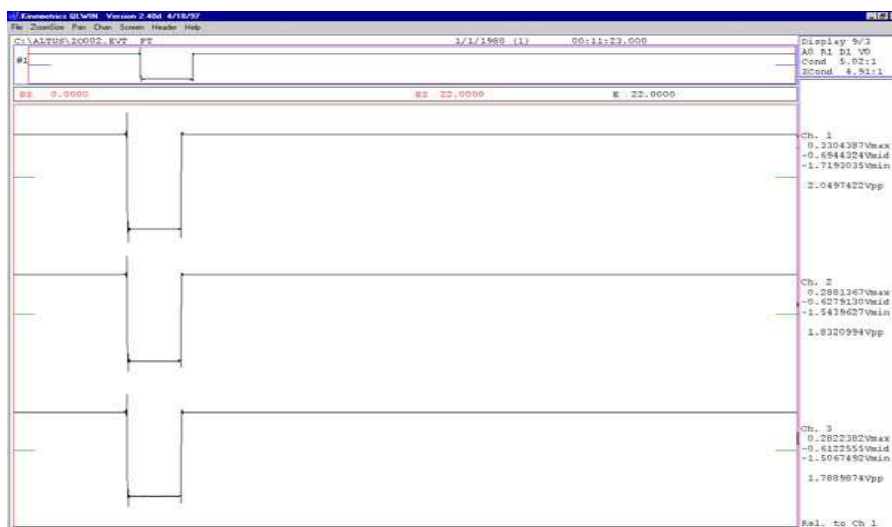 Kinemetrics QLWIN Version 2.40d 4/18/97
File ZoomSize Pan Chan Screen Header Help
C:\ALTUS\IO002.EVT FT 1/1/1980 (1) 00:11:23.000
Display 9/3
A0 R1 D1 V0
Cond 5.02:1
ZCond 4.91:1
#1
0.0000 22.0000 E 22.0000
Ch. 1
0.3304387Vmax
-0.6944324Vmid
-1.7193035Vmin
2.0497422Vpp
Ch. 2
0.2881367Vmax
-0.6279130Vmid
-1.5439627Vmin
1.8320994Vpp
Ch. 3
0.2822382Vmax
-0.6122555Vmid
-1.5067492Vmin
1.7889874Vpp
Rel. to Ch 1